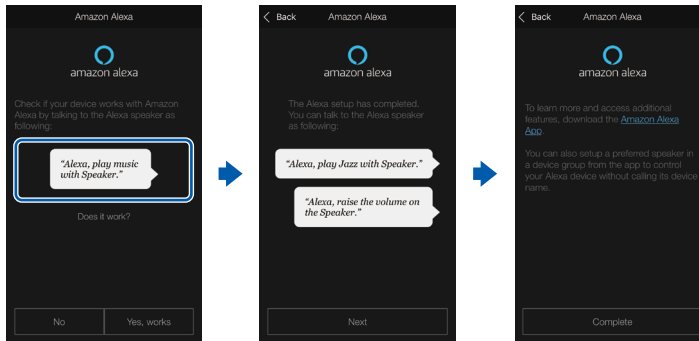 Amazon Alexa
amazon alexa
Check if your device works with Amazon
Alexa by talking to the Alexa speaker as
following:
“Alexa, play music
with Speaker.”
Does it work?
No
Yes, works
Back
Amazon Alexa
amazon alexa
The Alexa setup has completed.
You can talk to the Alexa speaker
as following:
“Alexa, play Jazz with Speaker.”
“Alexa, raise the volume on
the Speaker.”
Next
Back
Amazon Alexa
amazon alexa
To learn more and access additional
features, download the Amazon Alexa
App.
You can also setup a preferred speaker in
a device group from the app to control
your Alexa device without calling its device
name.
Complete